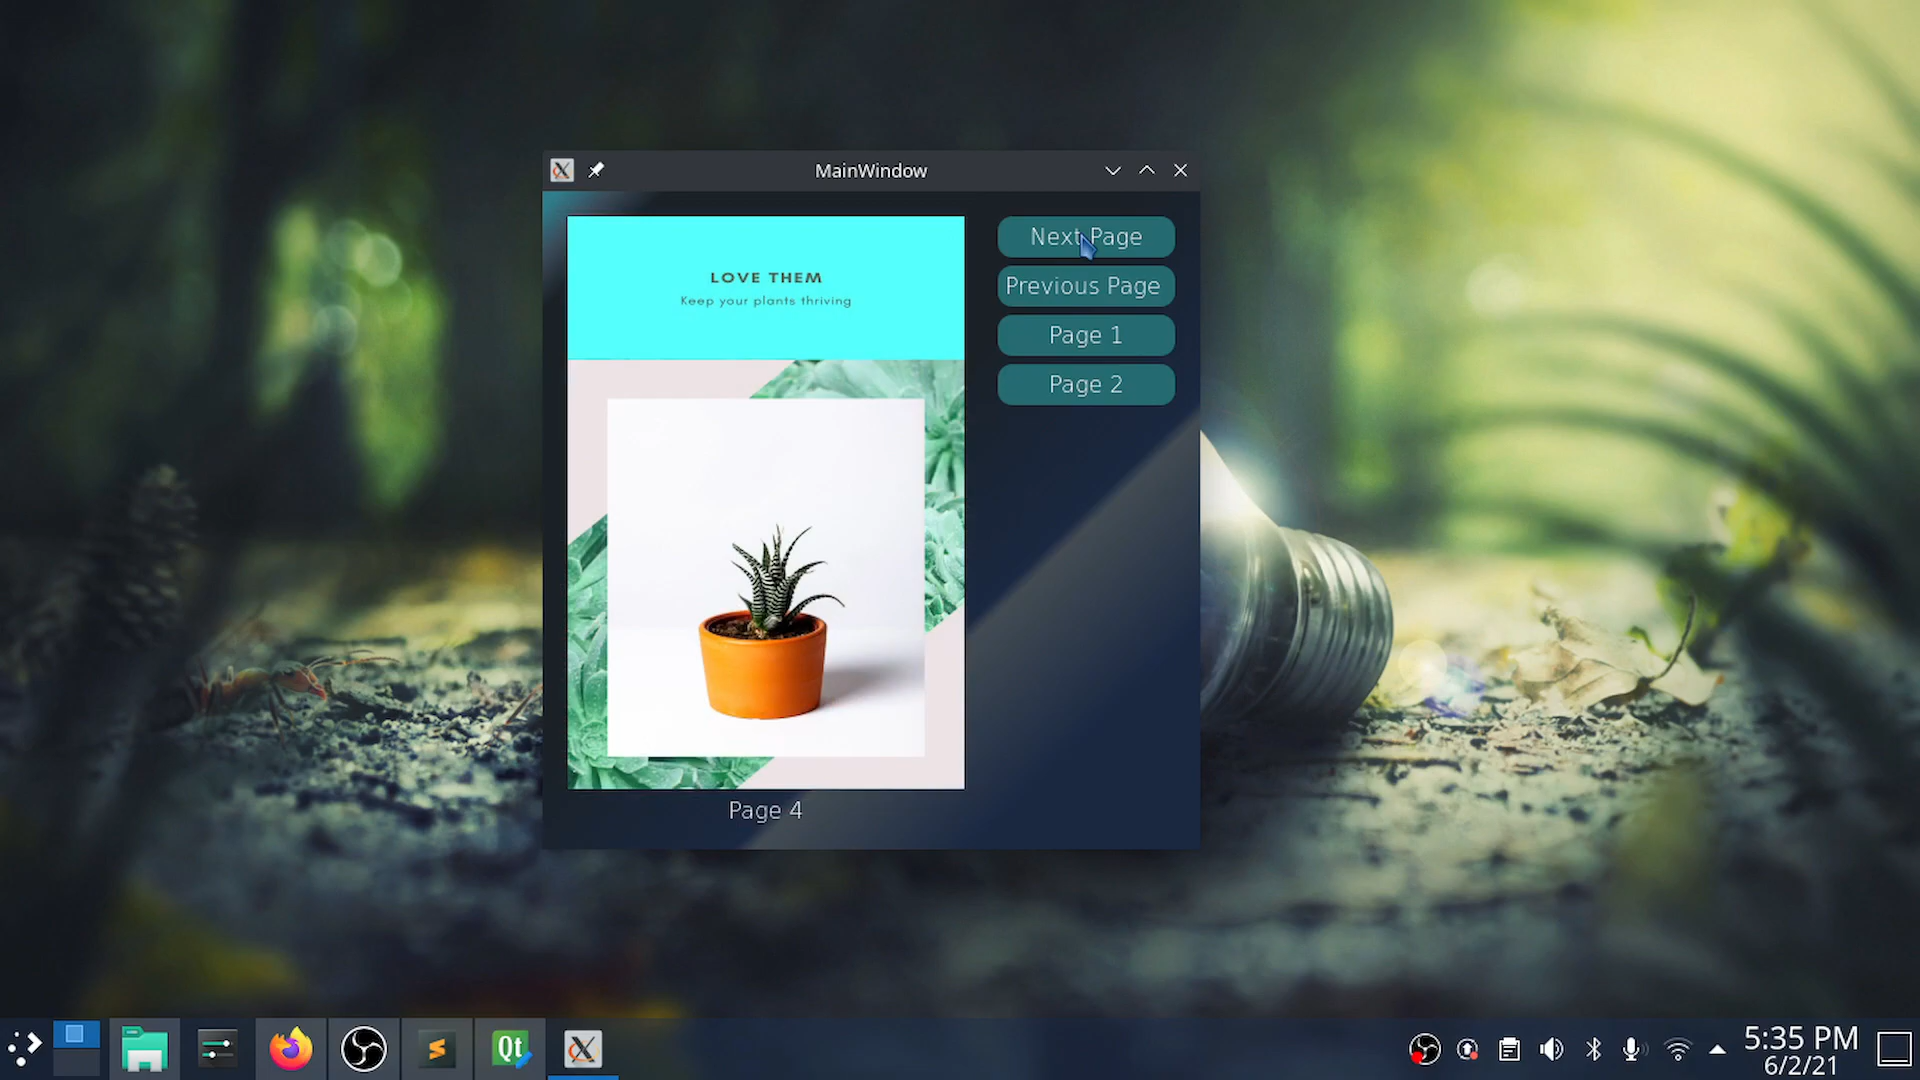 MainWindow
LOVE THEM
Keep your plants thriving
Next Page
Previous Page
Page 1
Page 2
Page 4
Qt
5:35 PM
6/2/21